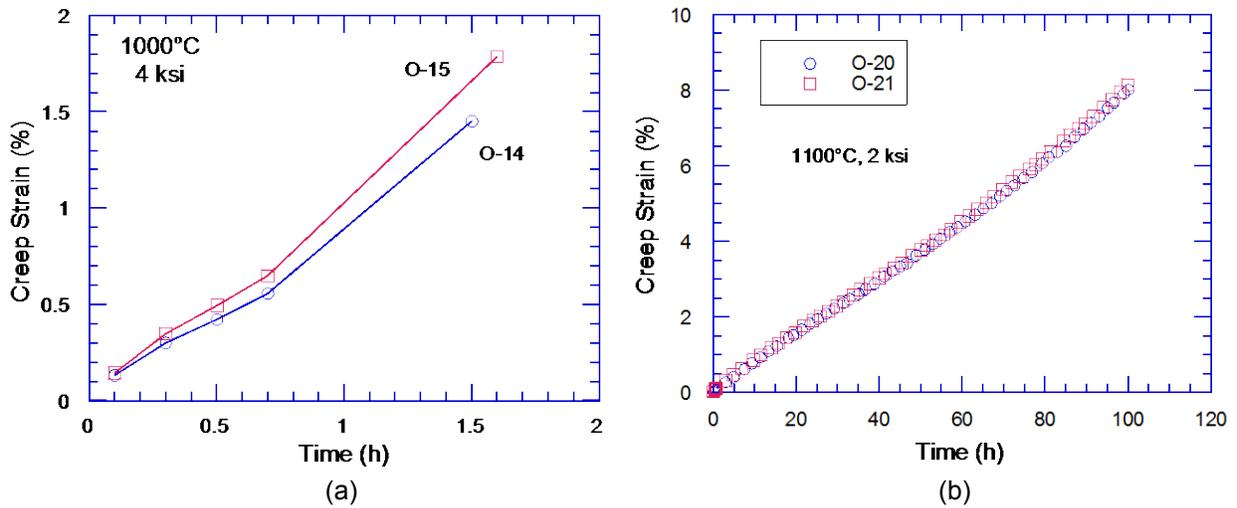 2
1.5
1
0.5
0
Creep Strain (%)
1000°C
4 ksi
O-15
O-14
0
0.5
1
1.5
2
Time (h)
(a)
10
8
6
4
2
0
Creep Strain (%)
O-20
O-21
1100°C, 2 ksi
0
20
40
60
80
100
120
Time (h)
(b)